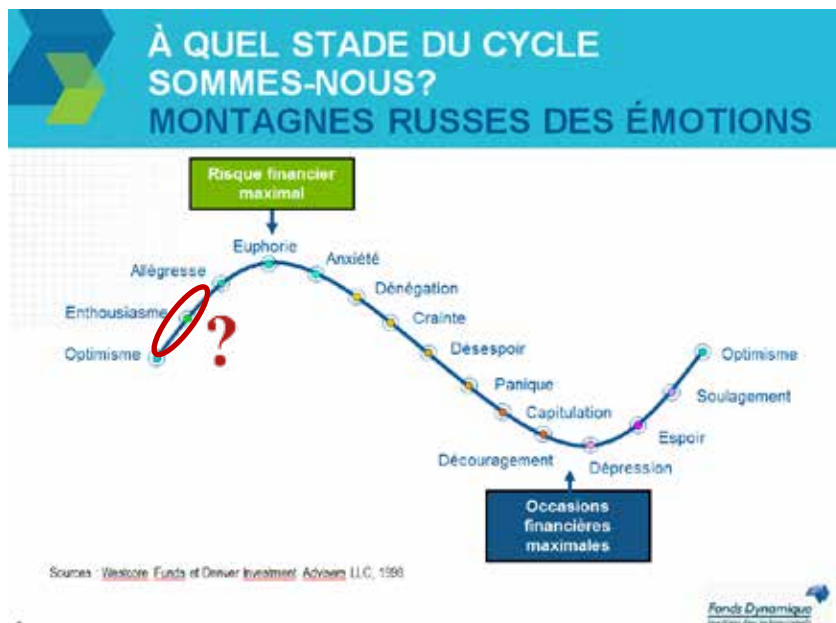 À QUEL STADE DU CYCLE
SOMMES-NOUS?
MONTAGNES RUSSES DES ÉMOTIONS
Risque financier
maximal
Euphorie
Anxiété
Allégresse
Dénégation
Enthousiasme
Crainte
?
Optimisme
Désespoir
Optimisme
Panique
Soulagement
Capitulation
Espoir
Découragement
Dépression
Occasions
financières
maximales
Sources : Westcore Funds et Denver Investment Advisers LLC, 1998
Fonds Dynamique